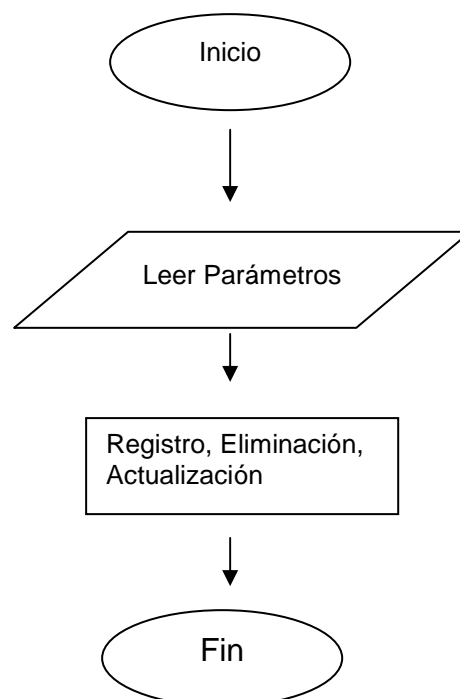 Inicio
Leer Parámetros
Registro, Eliminación,
Actualización
Fin